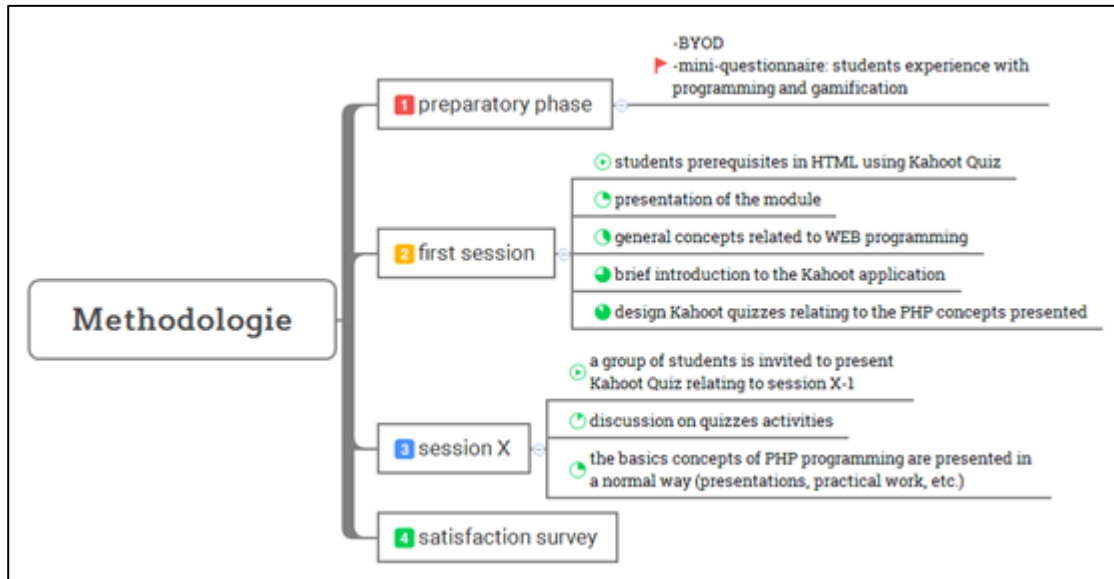 -BYOD
-mini-questionnaire: students experience with
programming and gamification
1 preparatory phase
students prerequisites in HTML using Kahoot Quiz
presentation of the module
general concepts related to WEB programming
2 first session
brief introduction to the Kahoot application
design Kahoot quizzes relating to the PHP concepts presented
Methodologie
a group of students is invited to present
Kahoot Quiz relating to session X-1
discussion on quizzes activities
3 session X
the basics concepts of PHP programming are presented in
a normal way (presentations, practical work, etc.)
4 satisfaction survey